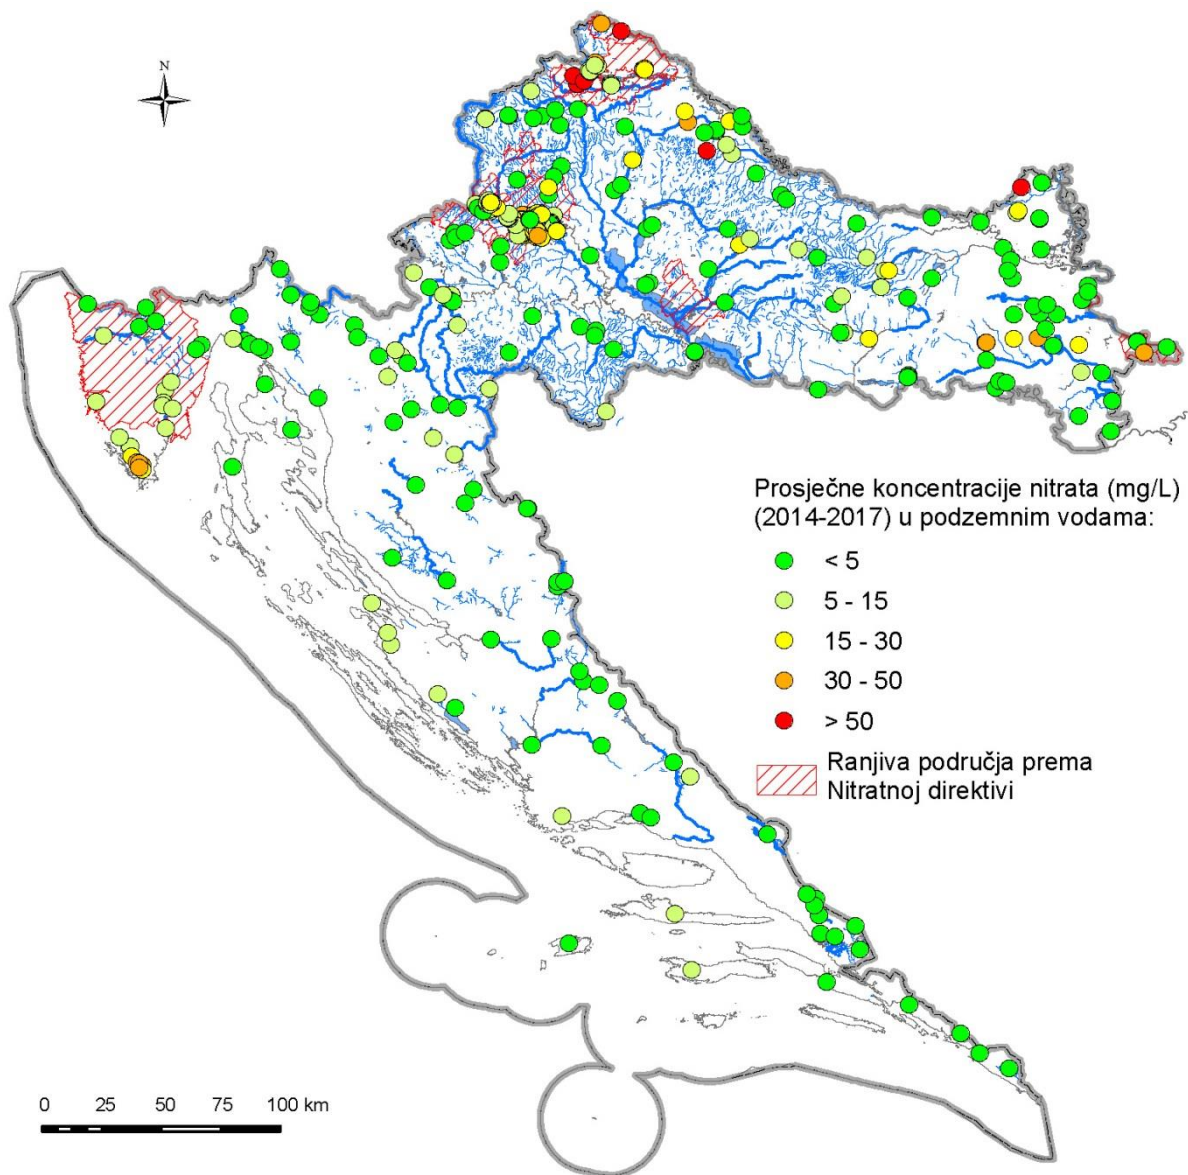 N
Prosječne koncentracije nitrata (mg/L)
(2014-2017) u podzemnim vodama:
< 5
5 - 15
15 - 30
30 - 50
> 50
Ranjiva područja prema
Nitratnoj direktivi
0 25 50 75 100 km